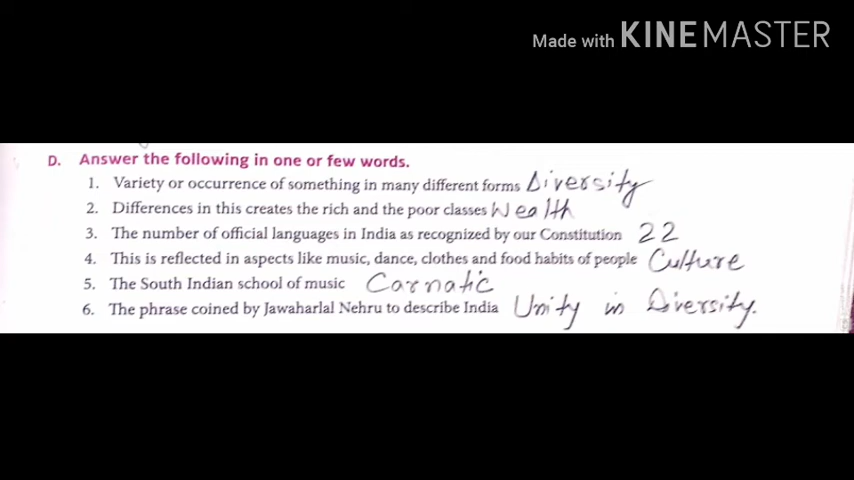 Made with KINEMASTER
D. Answer the following in one or few words.
1. Variety or occurrence of something in many different forms Diversity
2. Differences in this creates the rich and the poor classes Wealth
3. The number of official languages in India as recognized by our Constitution 22
4. This is reflected in aspects like music, dance, clothes and food habits of people Culture
5. The South Indian school of music Carnatic
6. The phrase coined by Jawaharlal Nehru to describe India Unity in Diversity.